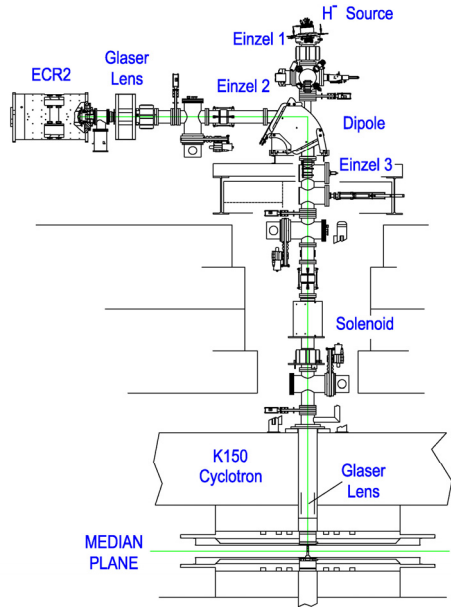 H⁻ Source
Einzel 1
Glaser
Lens
ECR2
Einzel 2
Dipole
Einzel 3
Solenoid
K150
Cyclotron
Glaser
Lens
MEDIAN
PLANE